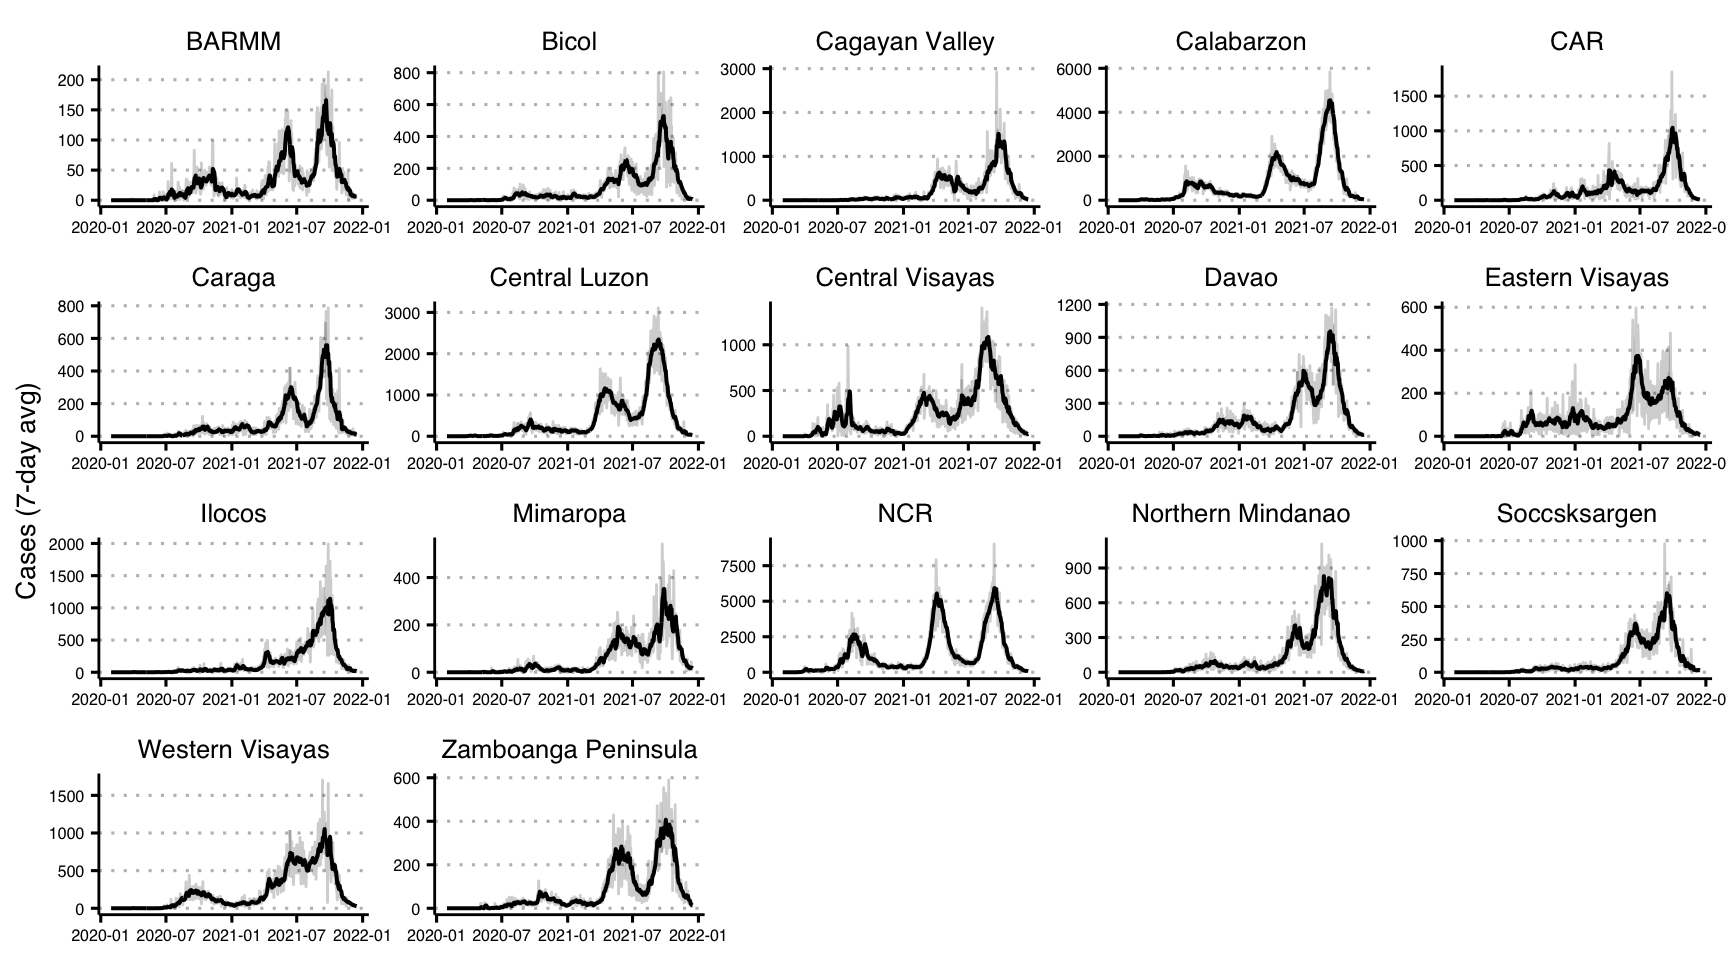 BARMM Bicol Cagayan Valley Calabarzon CAR
200 150 100 50 0
800 600 400 200 0
3000 2000 1000 0
6000 4000 2000 0
1500 1000 500 0
2020-01 2020-07 2021-01 2021-07 2022-01 2020-01 2020-07 2021-01 2021-07 2022-01 2020-01 2020-07 2021-01 2021-07 2022-01 2020-01 2020-07 2021-01 2021-07 2022-01 2020-01 2020-07 2021-01 2021-07 2022-0
Cases (7-day avg)
Caraga Central Luzon Central Visayas Davao Eastern Visayas
800 600 400 200 0
3000 2000 1000 0
1000 500 0
1200 900 600 300 0
600 400 200 0
2020-01 2020-07 2021-01 2021-07 2022-01 2020-01 2020-07 2021-01 2021-07 2022-01 2020-01 2020-07 2021-01 2021-07 2022-01 2020-01 2020-07 2021-01 2021-07 2022-01 2020-01 2020-07 2021-01 2021-07 2022-0
Ilocos Mimaropa NCR Northern Mindanao Soccsksargen
2000 1500 1000 500 0
400 200 0
7500 5000 2500 0
900 600 300 0
1000 750 500 250 0
2020-01 2020-07 2021-01 2021-07 2022-01 2020-01 2020-07 2021-01 2021-07 2022-01 2020-01 2020-07 2021-01 2021-07 2022-01 2020-01 2020-07 2021-01 2021-07 2022-01 2020-01 2020-07 2021-01 2021-07 2022-0
Western Visayas Zamboanga Peninsula
1500 1000 500 0
600 400 200 0
2020-01 2020-07 2021-01 2021-07 2022-01 2020-01 2020-07 2021-01 2021-07 2022-01